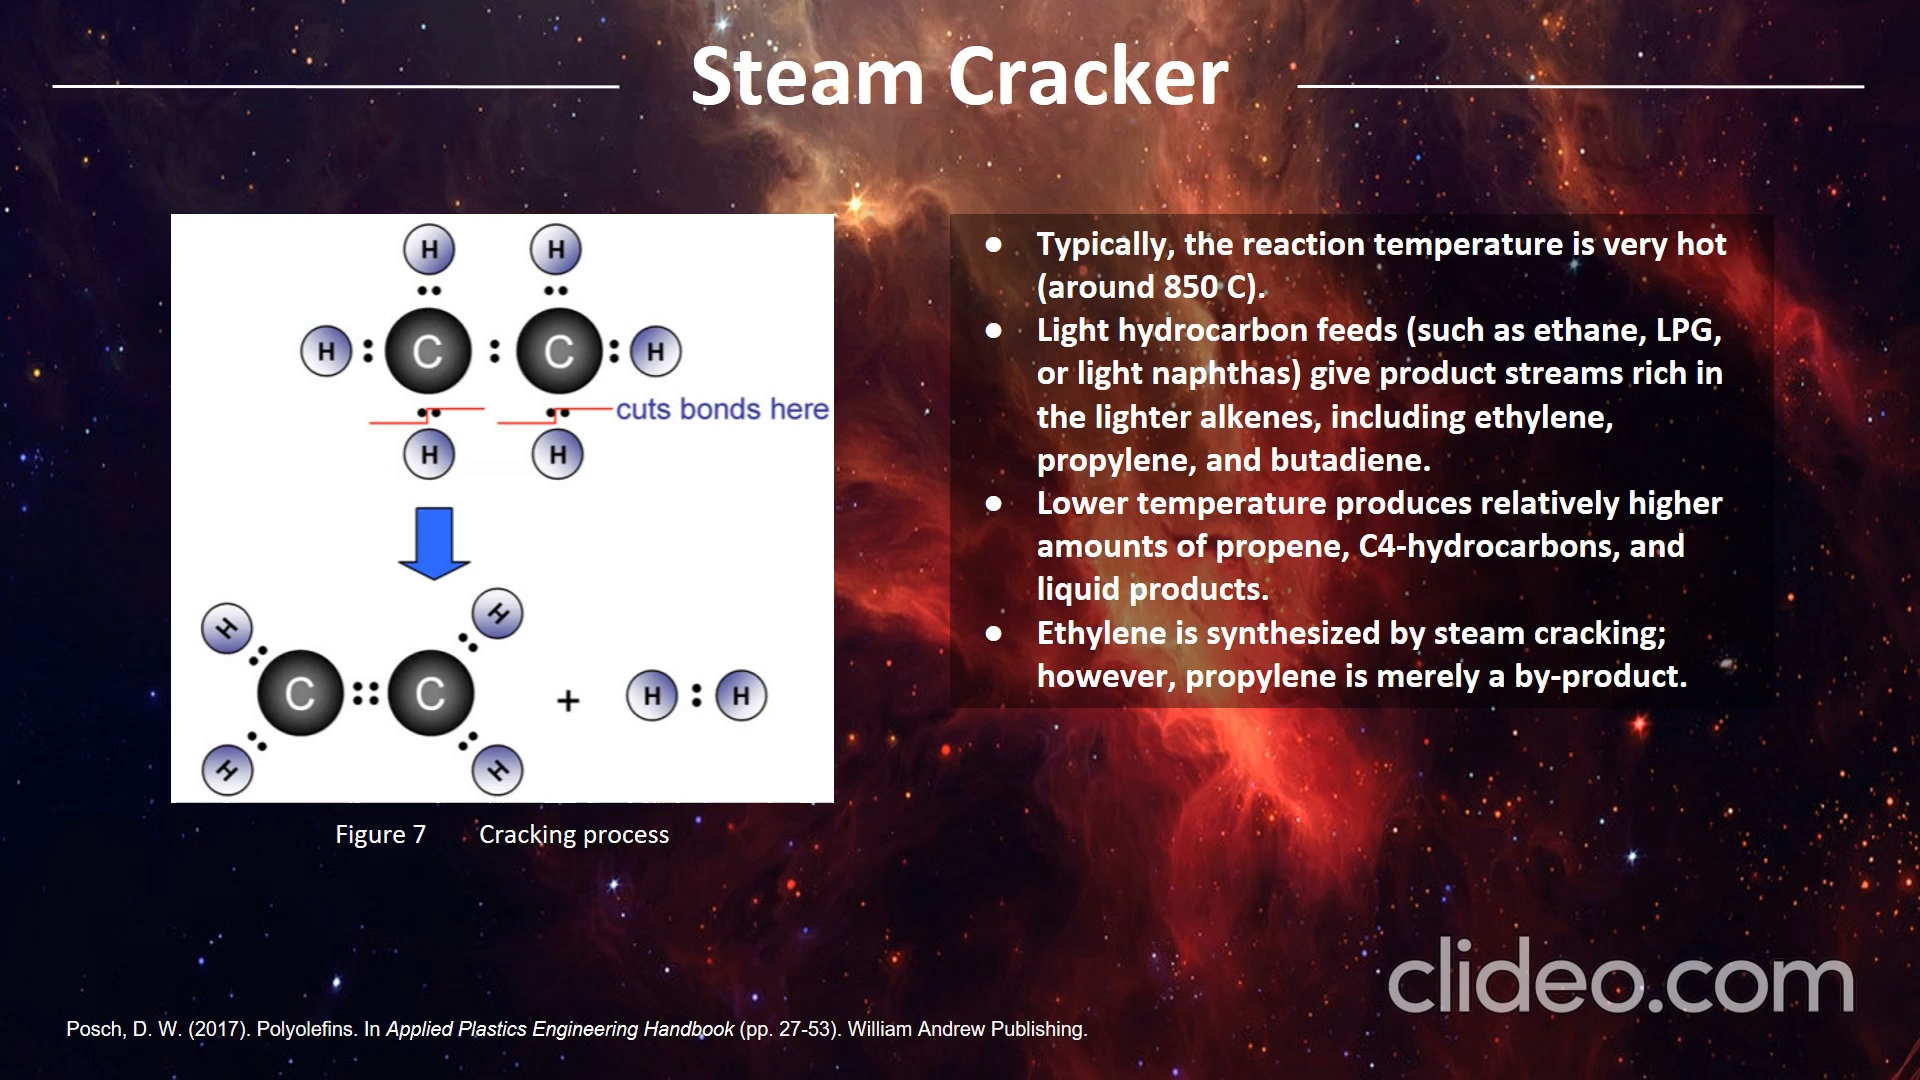 Steam Cracker
H H
H : C : C : H
cuts bonds here
H H
H H
C :: C + H : H
H H
Figure 7 Cracking process
● Typically, the reaction temperature is very hot
(around 850 C).
● Light hydrocarbon feeds (such as ethane, LPG,
or light naphthas) give product streams rich in
the lighter alkenes, including ethylene,
propylene, and butadiene.
● Lower temperature produces relatively higher
amounts of propene, C4-hydrocarbons, and
liquid products.
● Ethylene is synthesized by steam cracking;
however, propylene is merely a by-product.
clideo.com
Posch, D. W. (2017). Polyolefins. In Applied Plastics Engineering Handbook (pp. 27-53). William Andrew Publishing.